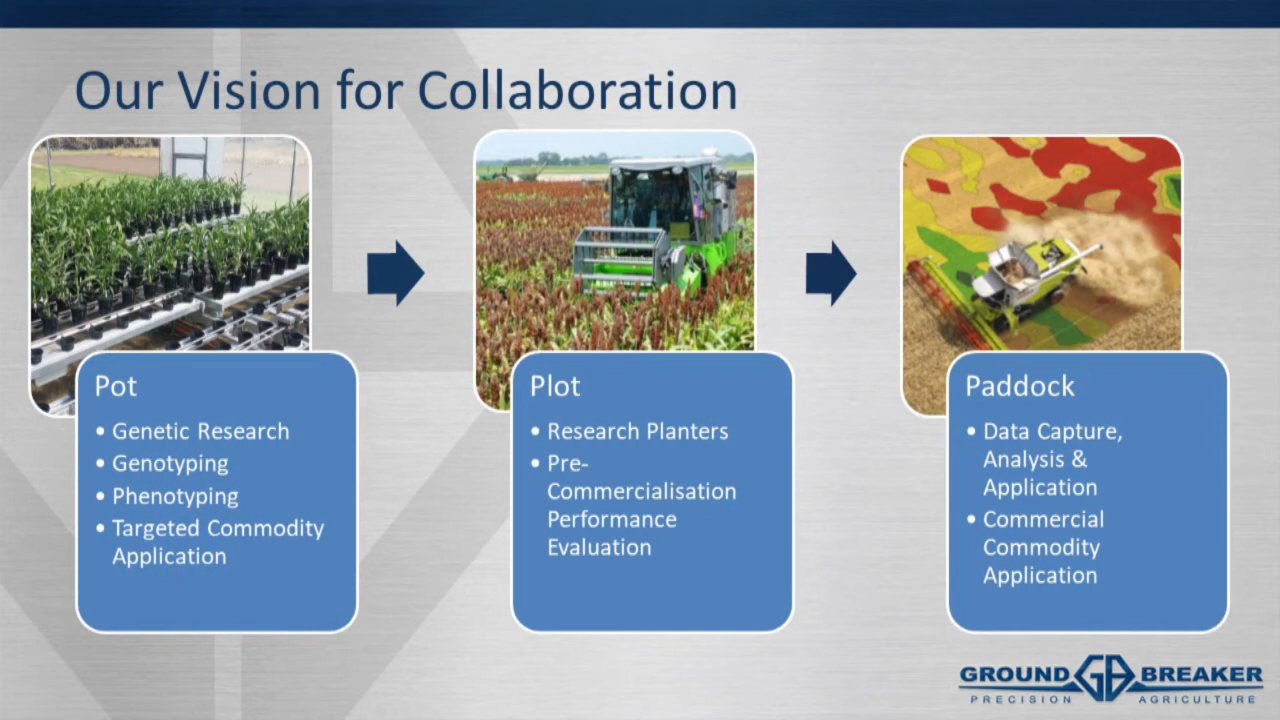 Our Vision for Collaboration
Pot
• Genetic Research
• Genotyping
• Phenotyping
• Targeted Commodity
Application
Plot
• Research Planters
• Pre-
Commercialisation
Performance
Evaluation
Paddock
• Data Capture,
Analysis &
Application
• Commercial
Commodity
Application
GROUND GB BREAKER
PRECISION AGRICULTURE